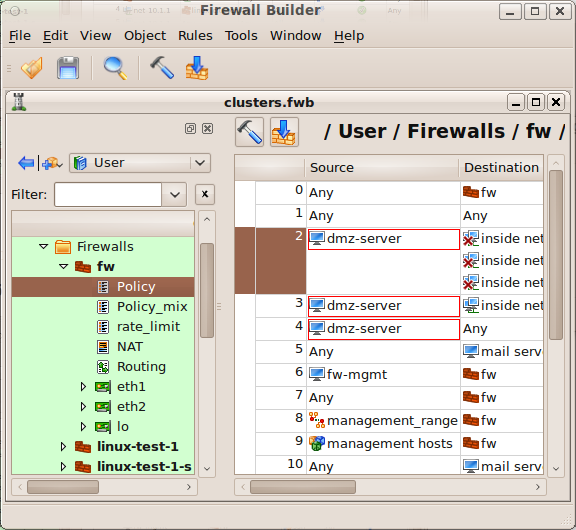 Firewall Builder
File Edit View Object Rules Tools Window Help
clusters.fwb
/ User / Firewalls / fw /
User
Filter:
x
Firewalls
fw
Policy
Policy_mix
rate_limit
NAT
Routing
eth1
eth2
lo
linux-test-1
linux-test-1-s
Source Destination
0 Any fw
1 Any Any
2 dmz-server inside net
inside net
inside net
3 dmz-server inside net
4 dmz-server Any
5 Any mail serv
6 fw-mgmt fw
7 Any fw
8 management_range fw
9 management hosts fw
10 Any mail serv